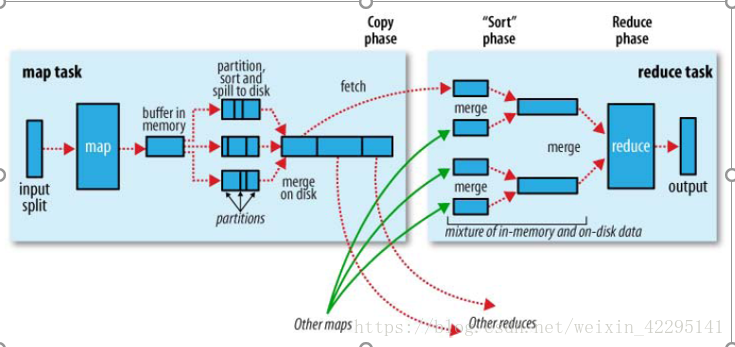 Copy
phase
"Sort"
phase
Reduce
phase
map task
partition,
sort and
spill to disk
fetch
reduce task
buffer in
memory
merge
map
merge
reduce
merge
input
split
merge
on disk
output
partitions
mixture of in-memory and on-disk data
Other maps
Other reduces
https://blog.csdn.net/weixin_42295141